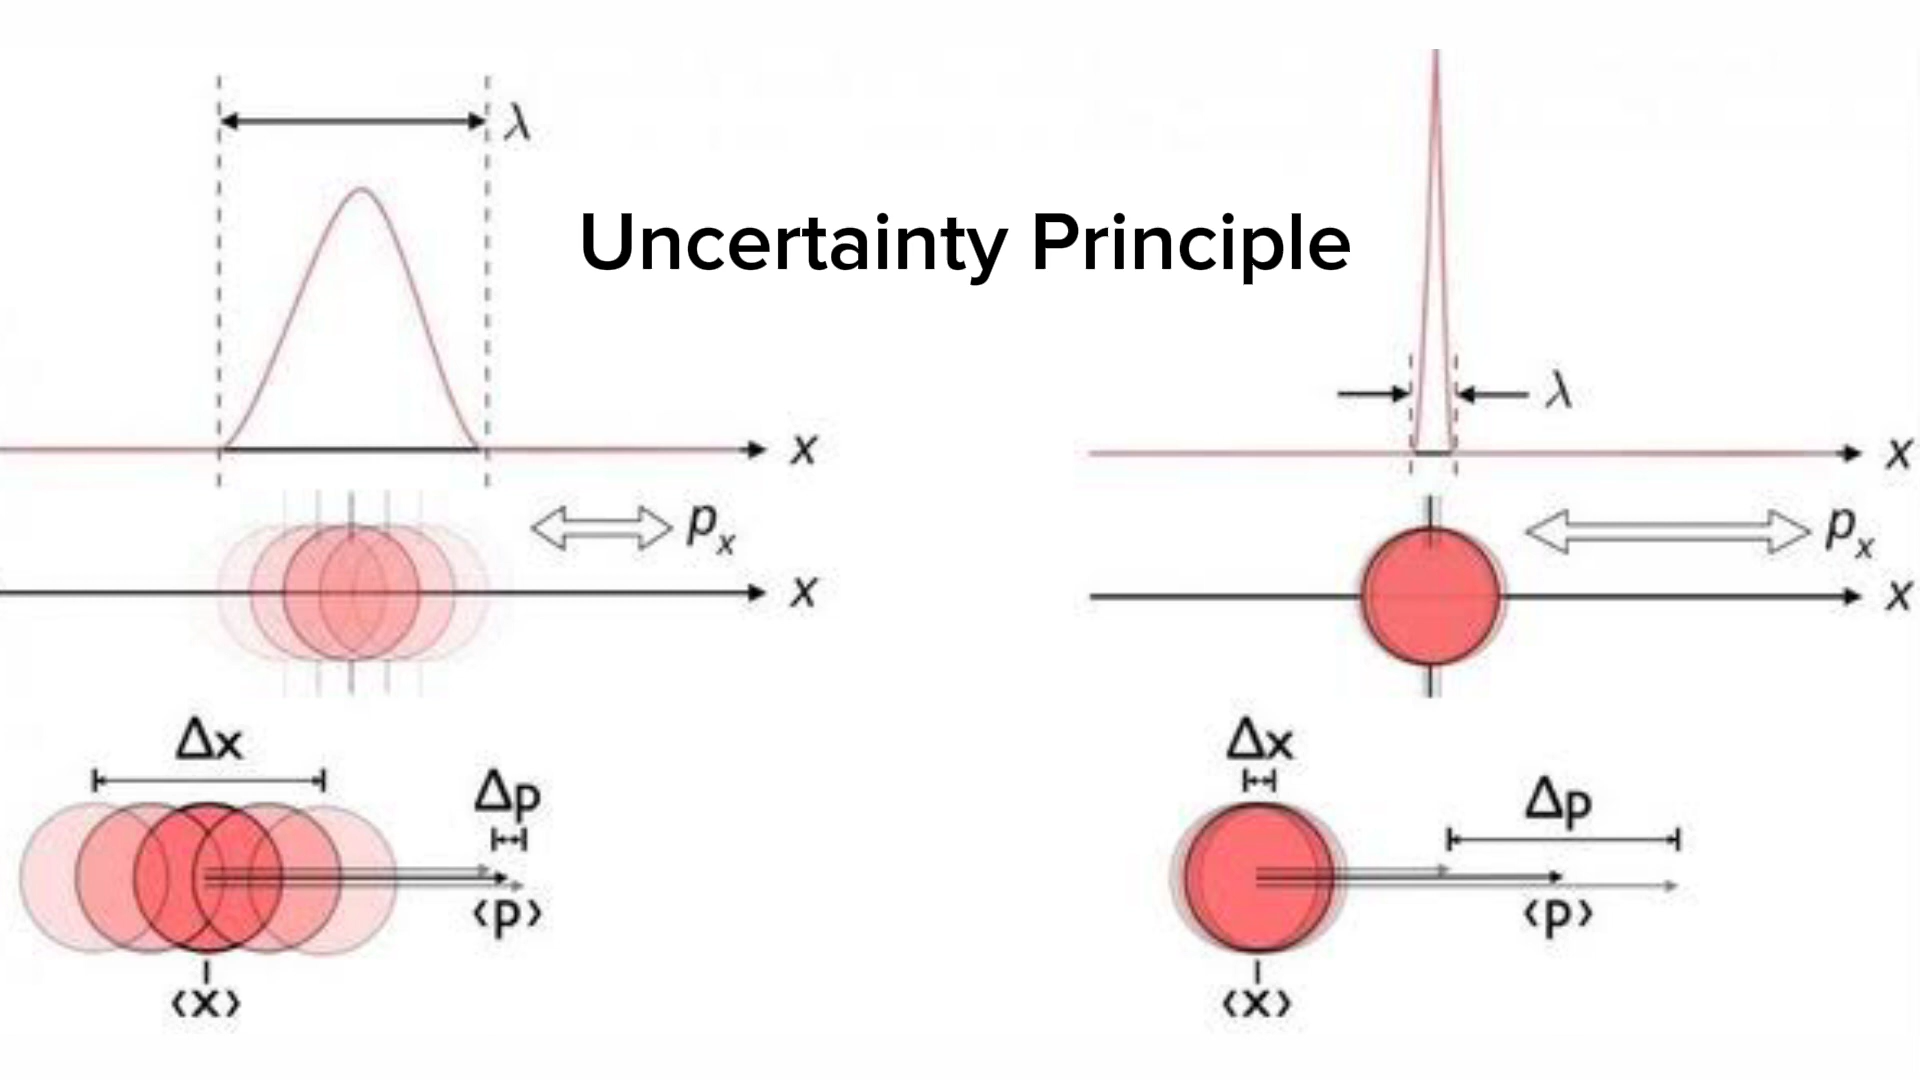 λ
Uncertainty Principle
λ
x
x
pₓ
pₓ
x
x
Δx
Δx
Δp
Δp
⟨p⟩
⟨p⟩
⟨x⟩
⟨x⟩